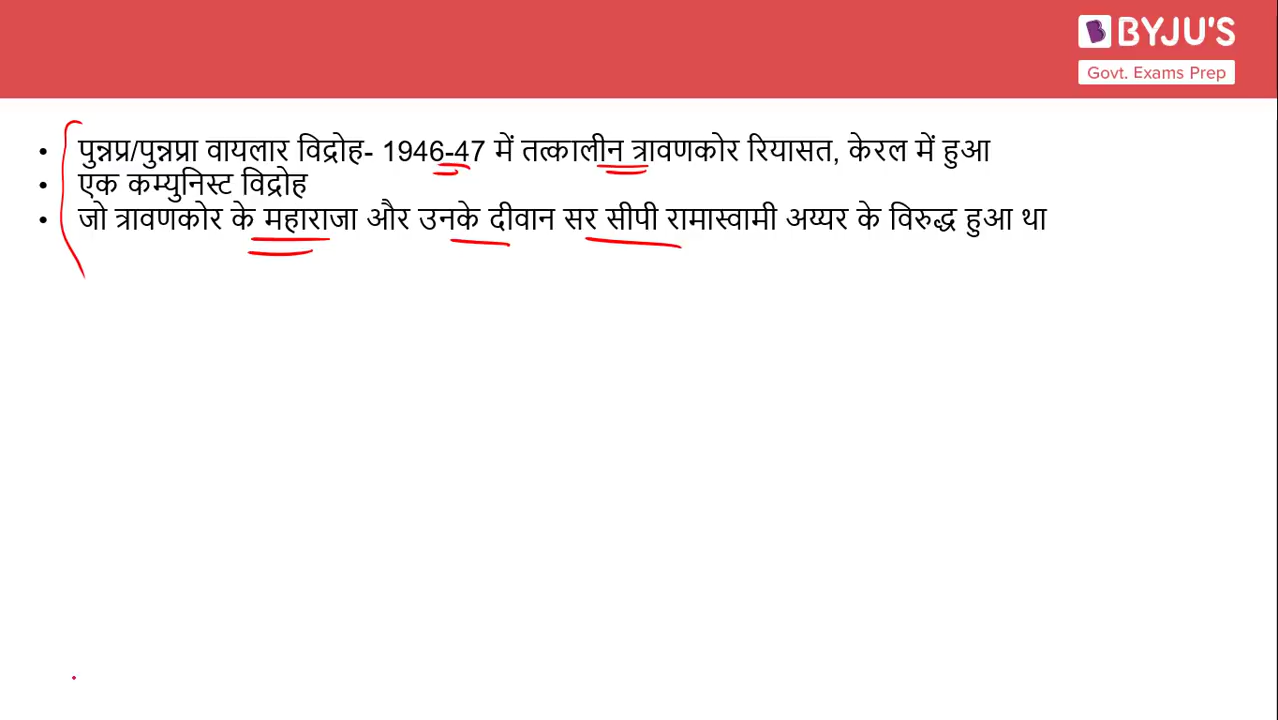 BYJU'S
Govt. Exams Prep
• पुन्नप्र/पुन्नप्रा वायलार विद्रोह- 1946-47 में तत्कालीन त्रावणकोर रियासत, केरल में हुआ
• एक कम्युनिस्ट विद्रोह
• जो त्रावणकोर के महाराजा और उनके दीवान सर सीपी रामास्वामी अय्यर के विरुद्ध हुआ था